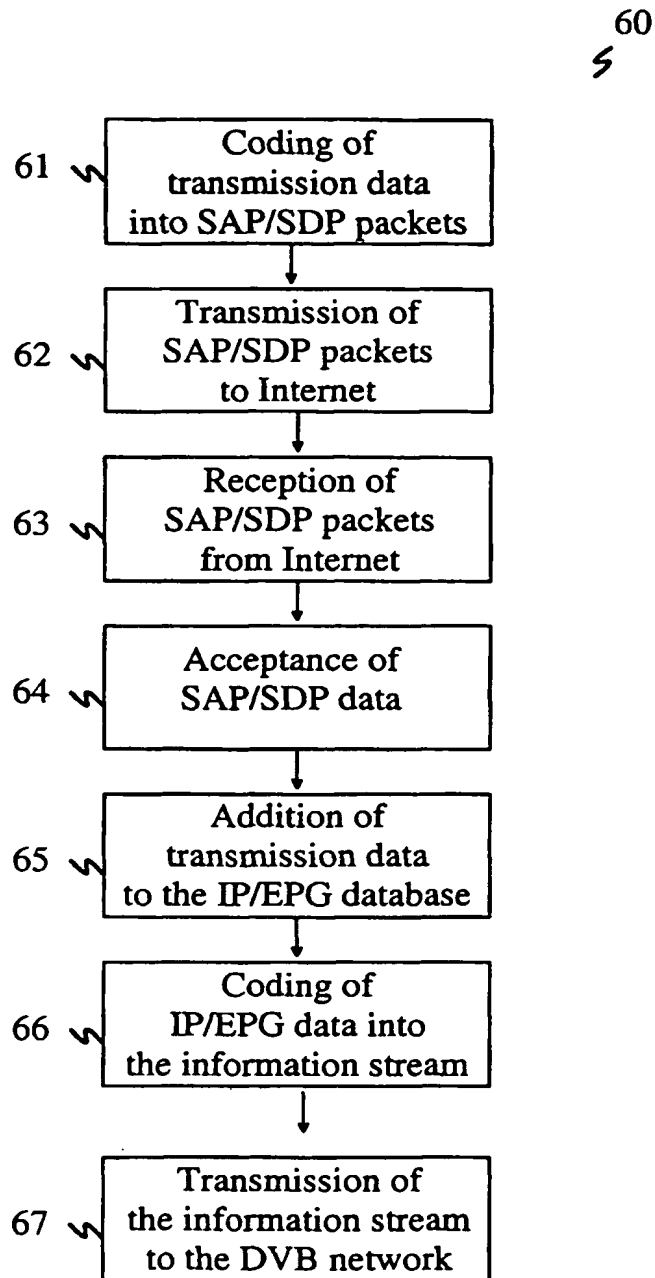 60
61
Coding of
transmission data
into SAP/SDP packets
62
Transmission of
SAP/SDP packets
to Internet
63
Reception of
SAP/SDP packets
from Internet
64
Acceptance of
SAP/SDP data
65
Addition of
transmission data
to the IP/EPG database
66
Coding of
IP/EPG data into
the information stream
67
Transmission of
the information stream
to the DVB network